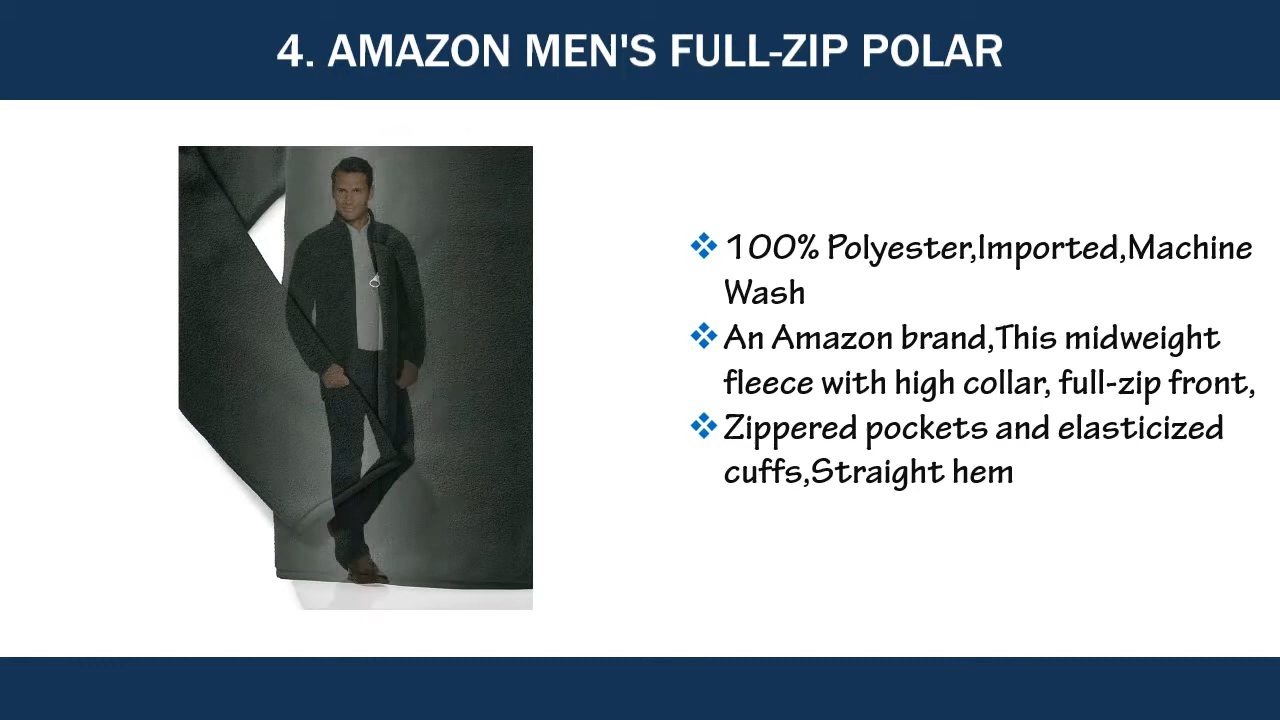 4. AMAZON MEN'S FULL-ZIP POLAR
100% Polyester,Imported,Machine
Wash
An Amazon brand,This midweight
fleece with high collar, full-zip front,
Zippered pockets and elasticized
cuffs,Straight hem